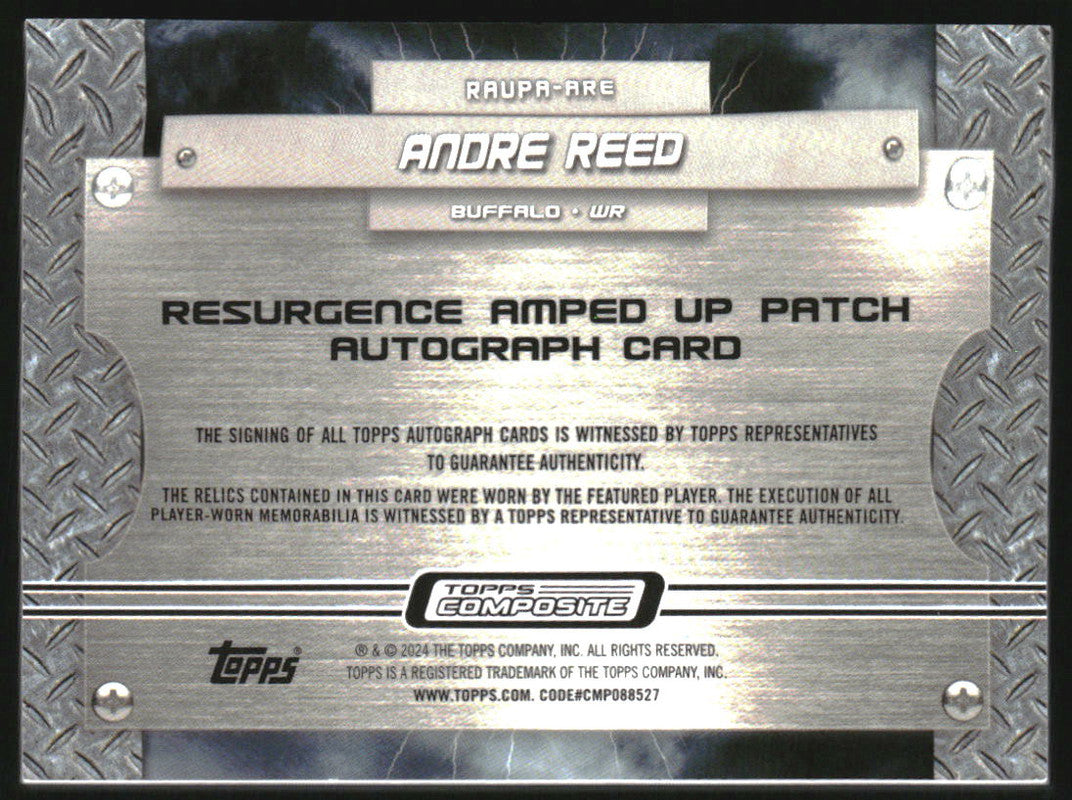 RAUPA-ARE
ANDRE REED
BUFFALO • WR
RESURGENCE AMPED UP PATCH
AUTOGRAPH CARD
THE SIGNING OF ALL TOPPS AUTOGRAPH CARDS IS WITNESSED BY TOPPS REPRESENTATIVES
TO GUARANTEE AUTHENTICITY.
THE RELICS CONTAINED IN THIS CARD WERE WORN BY THE FEATURED PLAYER. THE EXECUTION OF ALL
PLAYER-WORN MEMORABILIA IS WITNESSED BY A TOPPS REPRESENTATIVE TO GUARANTEE AUTHENTICITY.
TOPPS
COMPOSITE
topps®
® & © 2024 THE TOPPS COMPANY, INC. ALL RIGHTS RESERVED.
TOPPS IS A REGISTERED TRADEMARK OF THE TOPPS COMPANY, INC.
WWW.TOPPS.COM. CODE#CMP088527